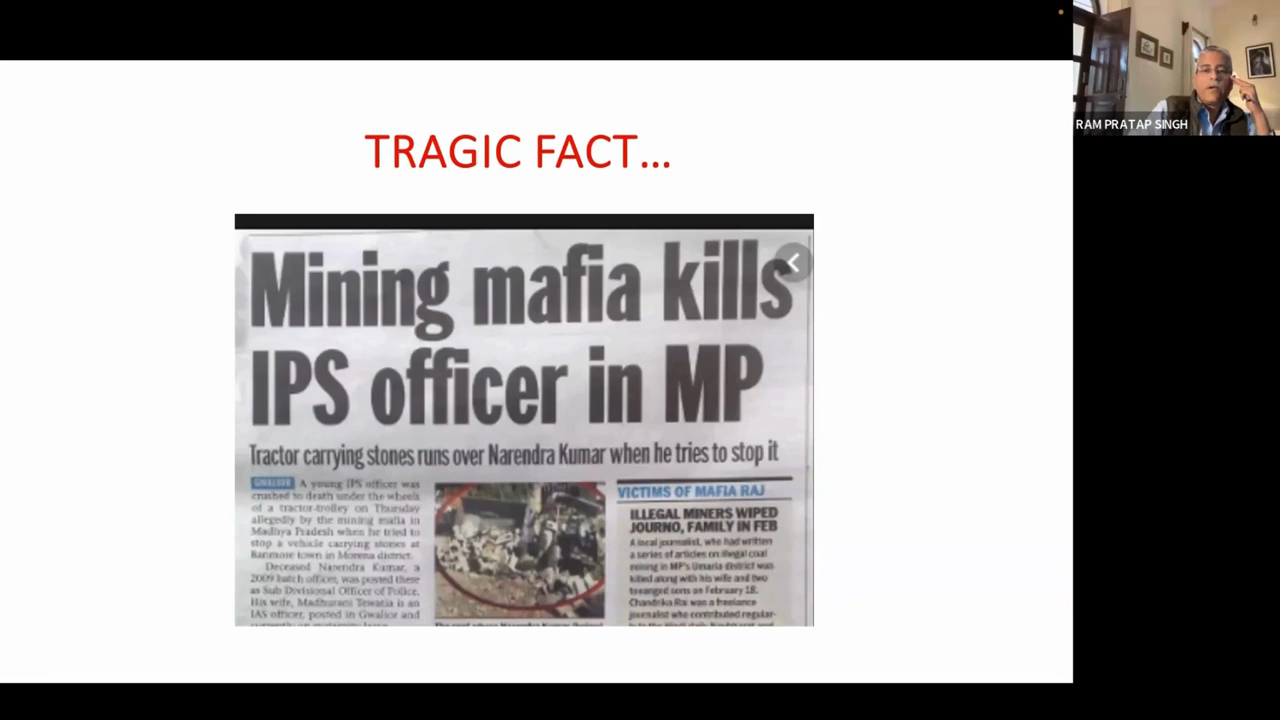 TRAGIC FACT...
Mining mafia kills
IPS officer in MP
Tractor carrying stones runs over Narendra Kumar when he tries to stop it
GWALIOR A young IPS officer was
crushed to death under the wheels
of a tractor-trolley on Thursday
allegedly by the mining mafia in
Madhya Pradesh when he tried to
stop a vehicle carrying stones at
Banmore town in Morena district.
Deceased Narendra Kumar, a
2009 batch officer, was posted there
as Sub Divisional Officer of Police.
His wife, Madhurani Tewatia is an
IAS officer, posted in Gwalior and
VICTIMS OF MAFIA RAJ
ILLEGAL MINERS WIPED
JOURNO, FAMILY IN FEB
A local journalist, who had written
a series of articles on illegal coal
mining in MP's Umaria district was
killed along with his wife and two
teenaged sons on February 18.
Chandrika Rai was a freelance
journalist who contributed regular-
RAM PRATAP SINGH